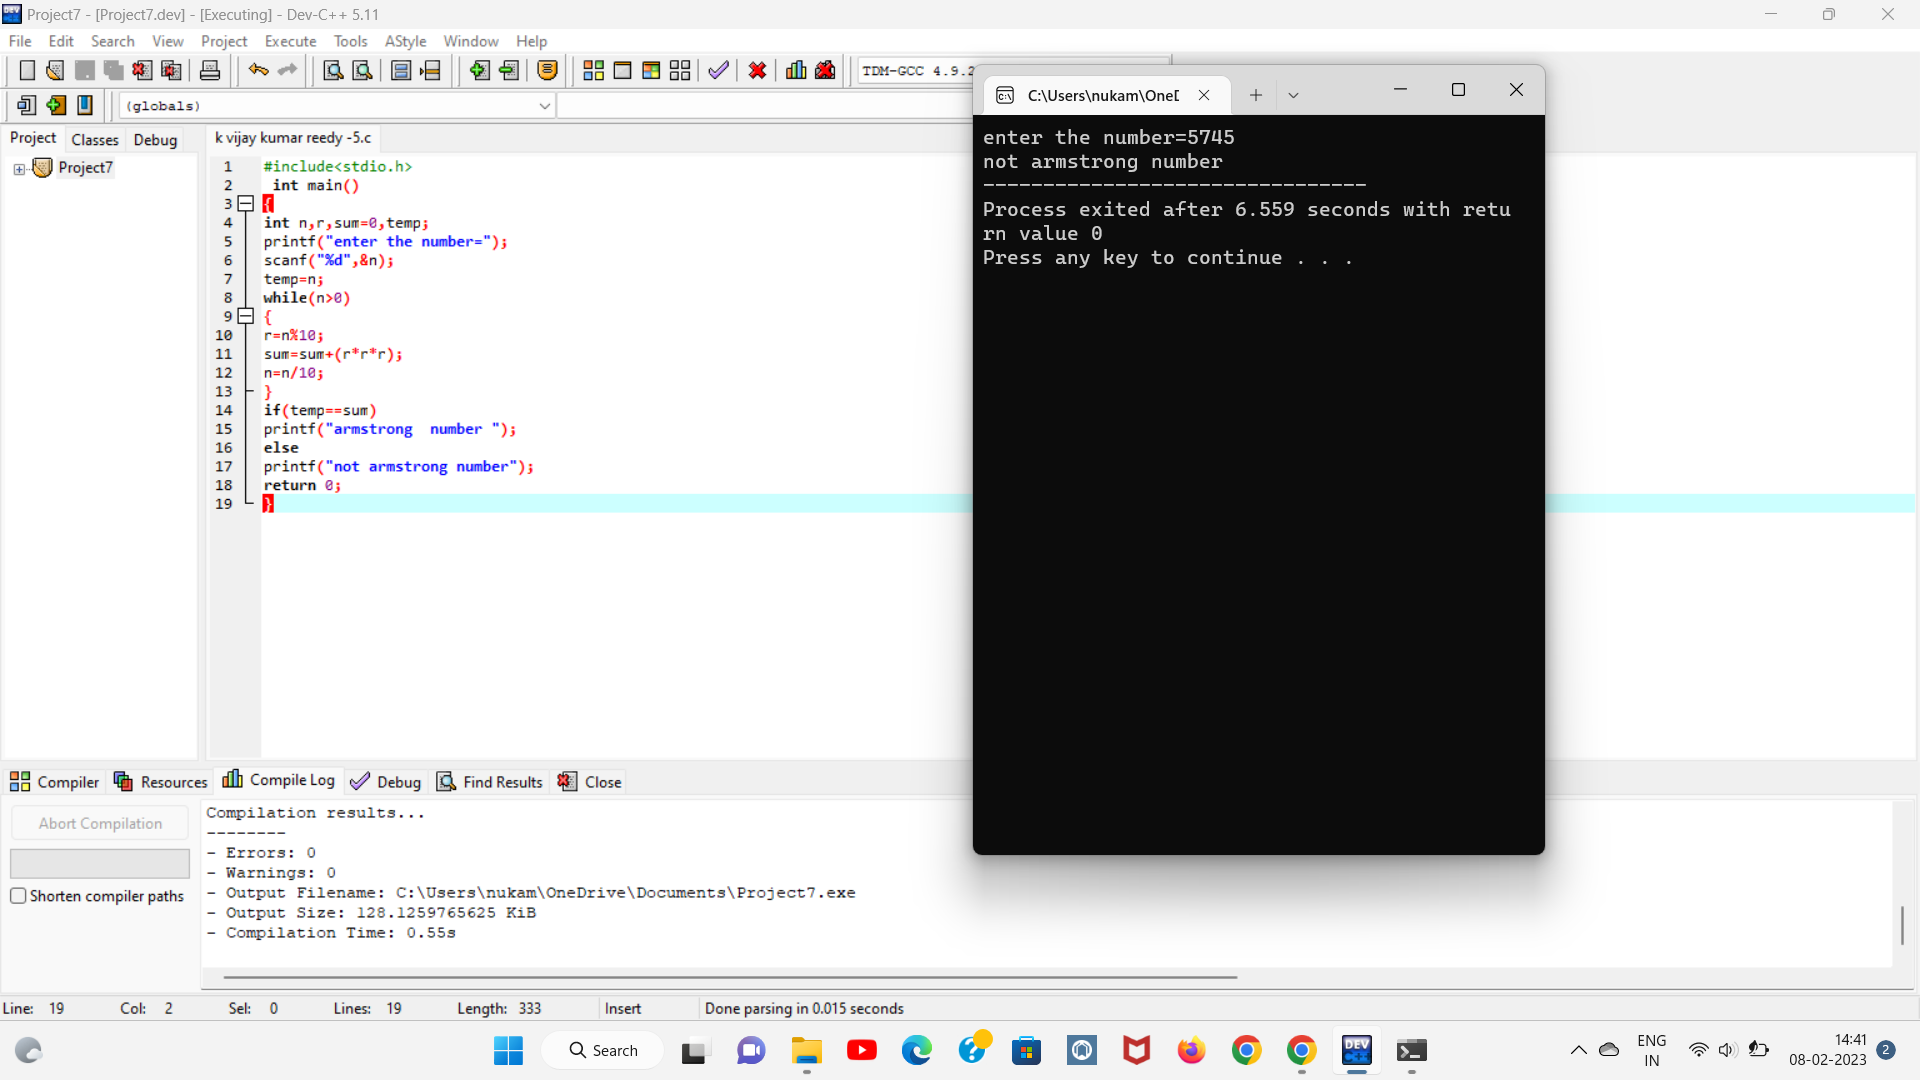 Project7 - [Project7.dev] - [Executing] - Dev-C++ 5.11
File Edit Search View Project Execute Tools AStyle Window Help
TDM-GCC 4.9.2
(globals)
Project Classes Debug
Project7
k vijay kumar reedy -5.c
1 #include<stdio.h>
2 int main()
3 {
4 int n,r,sum=0,temp;
5 printf("enter the number=");
6 scanf("%d",&n);
7 temp=n;
8 while(n>0)
9 {
10 r=n%10;
11 sum=sum+(r*r*r);
12 n=n/10;
13 }
14 if(temp==sum)
15 printf("armstrong  number ");
16 else
17 printf("not armstrong number");
18 return 0;
19 }
C:\Users\nukam\OneD
enter the number=5745
not armstrong number
--------------------------------
Process exited after 6.559 seconds with retu
rn value 0
Press any key to continue . . .
Compiler Resources Compile Log Debug Find Results Close
Abort Compilation
Shorten compiler paths
Compilation results...
--------
- Errors: 0
- Warnings: 0
- Output Filename: C:\Users\nukam\OneDrive\Documents\Project7.exe
- Output Size: 128.1259765625 KiB
- Compilation Time: 0.55s
Line: 19 Col: 2 Sel: 0 Lines: 19 Length: 333 Insert Done parsing in 0.015 seconds
Search
DEV
C++
ENG
IN
14:41
08-02-2023
2